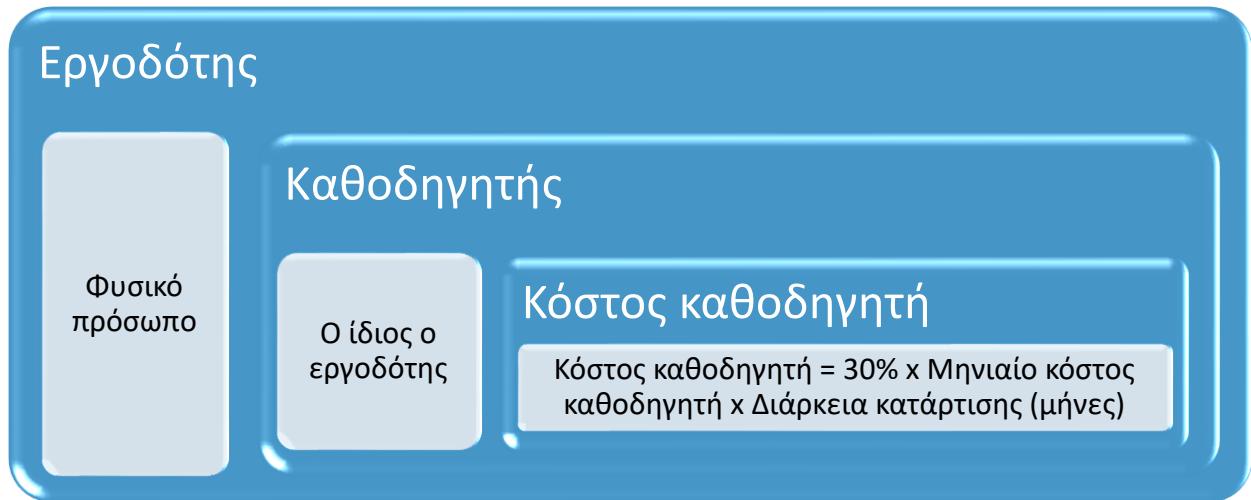 Εργοδότης
Φυσικό
πρόσωπο
Καθοδηγητής
Ο ίδιος ο
εργοδότης
Κόστος καθοδηγητή
Κόστος καθοδηγητή = 30% x Μηνιαίο κόστος
καθοδηγητή x Διάρκεια κατάρτισης (μήνες)